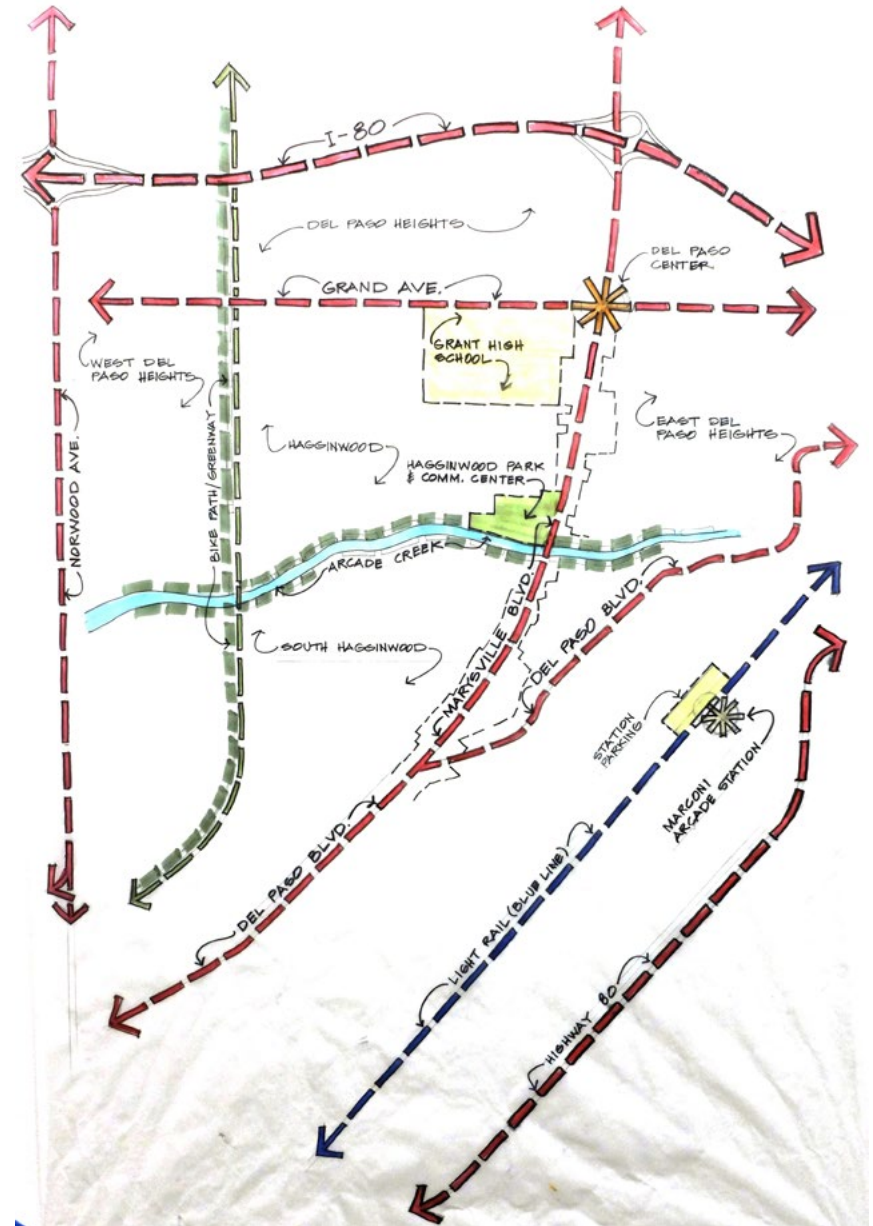 I-80
DEL PASO HEIGHTS
DEL PASO
CENTER
GRAND AVE.
GRANT HIGH
SCHOOL
WEST DEL
PASO HEIGHTS
EAST DEL
PASO HEIGHTS
HAGGINWOOD
HAGGINWOOD PARK
& COMM. CENTER
NORWOOD AVE.
BIKE PATH/GREENWAY
ARCADE CREEK
SOUTH HAGGINWOOD
MARYSVILLE BLVD.
DEL PASO BLVD.
STATION
PARKING
MARCONI
ARCADE STATION
DEL PASO BLVD.
LIGHT RAIL (BLUE LINE)
HIGHWAY 80